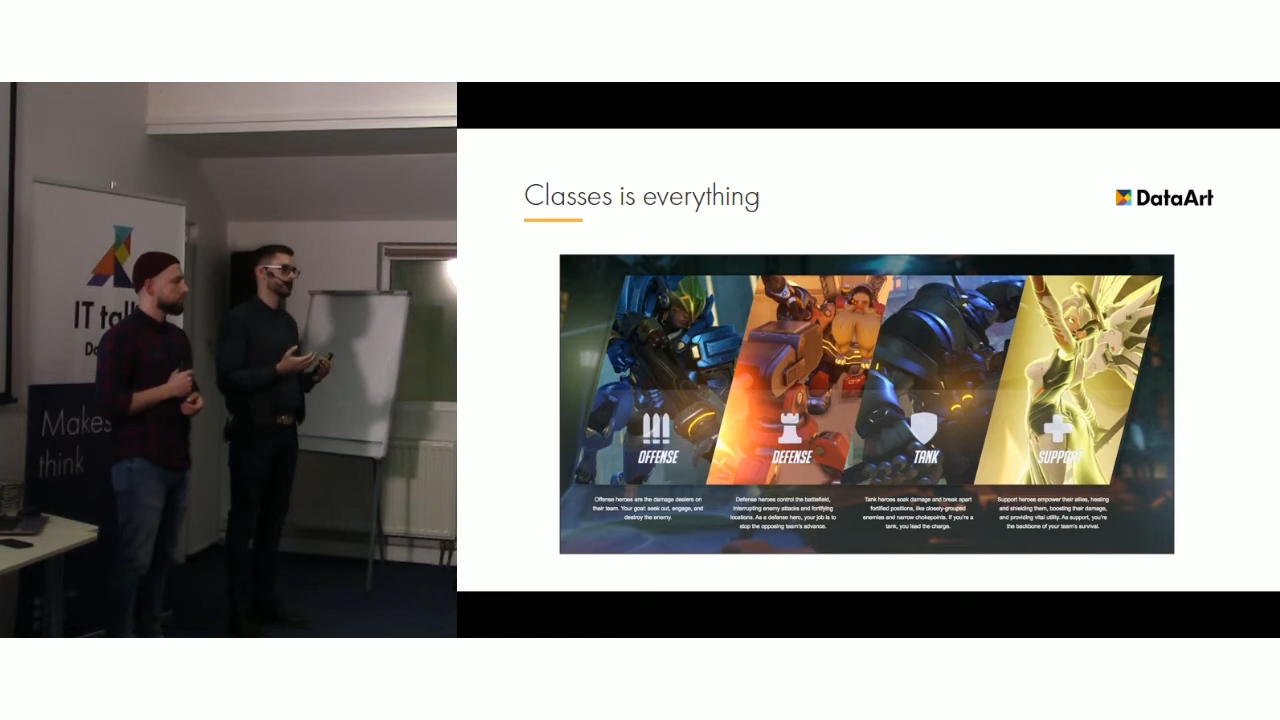 IT tal
Makes
think
Classes is everything
DataArt
OFFENSE
Offense heroes are the damage dealers on
their team. Your goal: seek out, engage, and
destroy the enemy.
DEFENSE
Defense heroes control the battlefield,
interrupting enemy attacks and fortifying
locations. As a defense hero, your job is to
stop the opposing team's advance.
TANK
Tank heroes soak damage and break apart
fortified positions, like closely-grouped
enemies and narrow chokepoints. If you're a
tank, you lead the charge.
SUPPORT
Support heroes empower their allies, healing
and shielding them, boosting their damage,
and providing vital utility. As support, you're
the backbone of your team's survival.